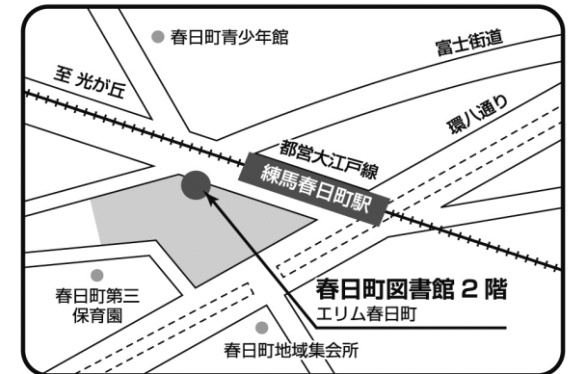 春日町青少年館
富士街道
至 光が丘
環八通り
都営大江戸線
練馬春日町駅
春日町図書館 2 階
エリム春日町
春日町第三
保育園
春日町地域集会所